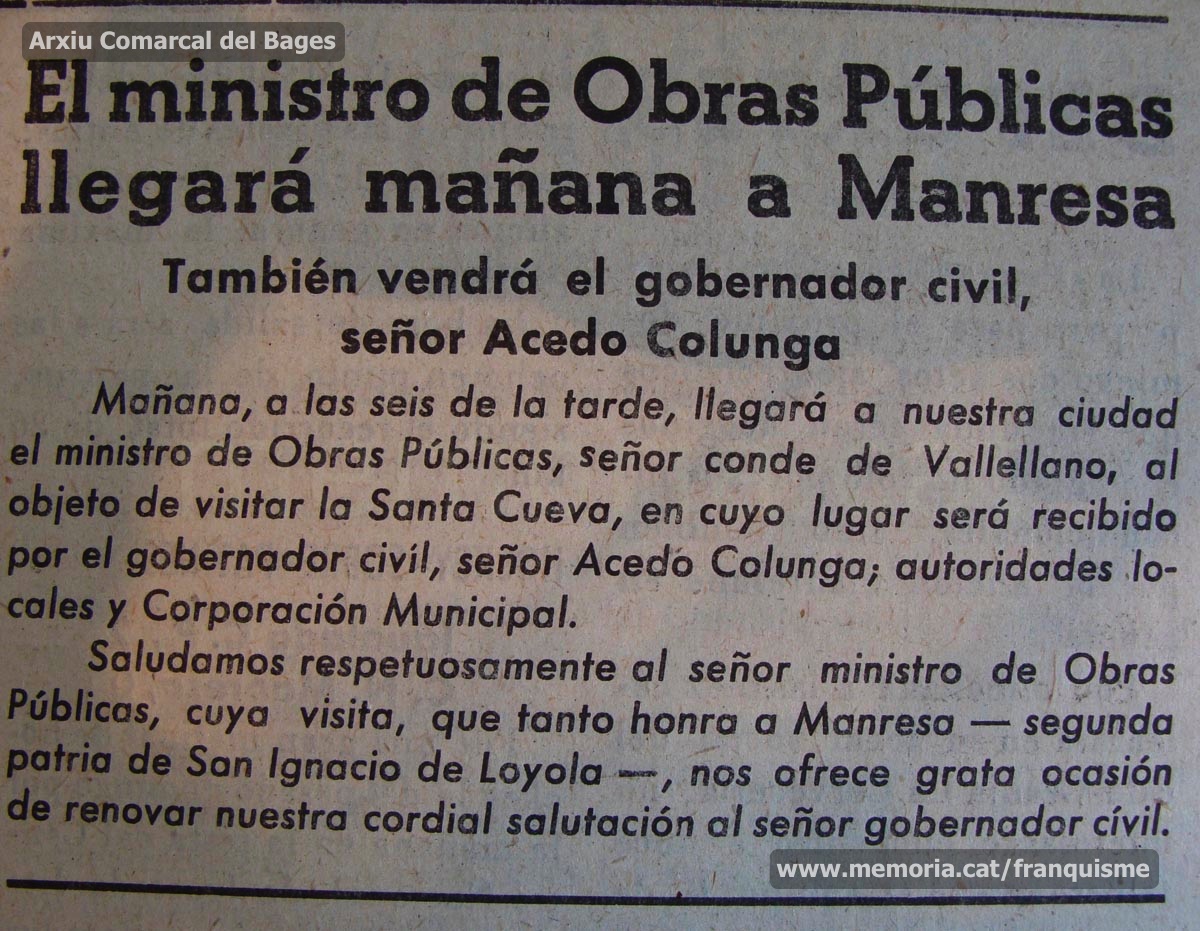 Arxiu Comarcal del Bages
El ministro de Obras Públicas
llegará mañana a Manresa
También vendrá el gobernador civil,
señor Acedo Colunga
Mañana, a las seis de la tarde, llegará a nuestra ciudad
el ministro de Obras Públicas, señor conde de Vallellano, al
objeto de visitar la Santa Cueva, en cuyo lugar será recibido
por el gobernador civíl, señor Acedo Colunga; autoridades lo-
cales y Corporación Municipal.
Saludamos respetuosamente al señor ministro de Obras
Públicas, cuya visita, que tanto honra a Manresa — segunda
patria de San Ignacio de Loyola —, nos ofrece grata ocasión
de renovar nuestra cordial salutación al señor gobernador cívil.
www.memoria.cat/franquisme